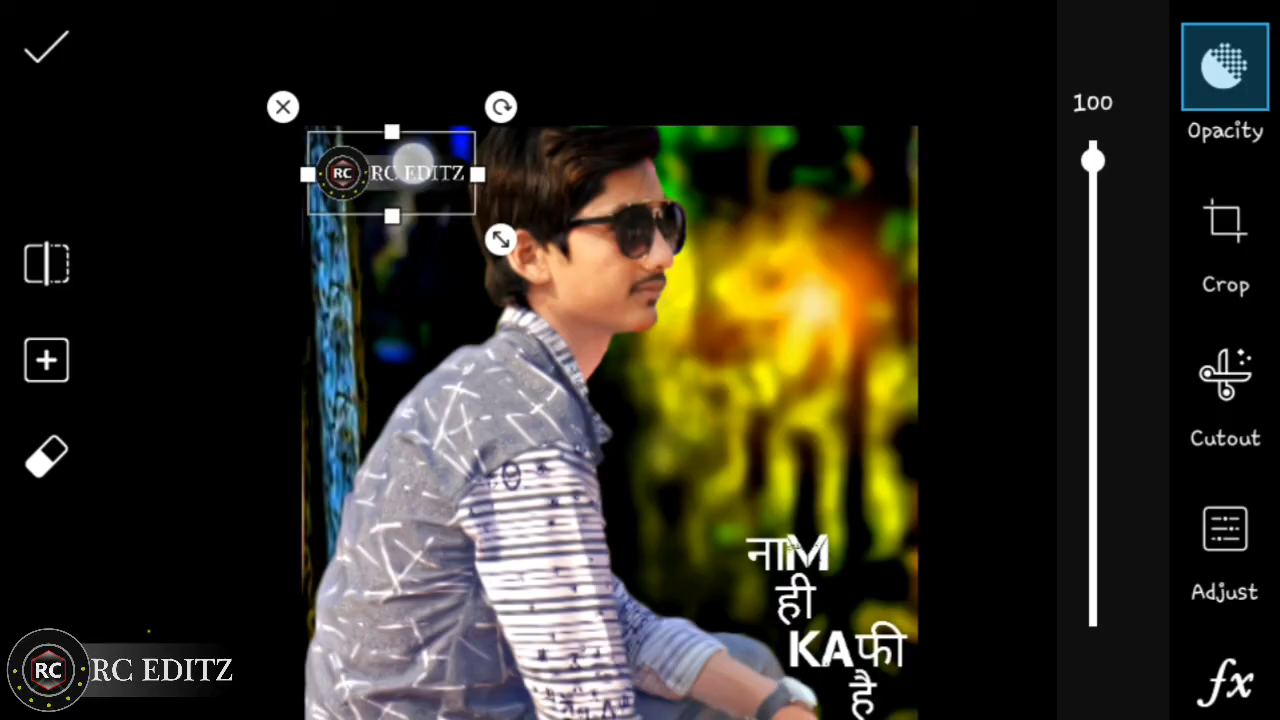 100
Opacity
Crop
Cutout
Adjust
fx
RC RC EDITZ
नाM
ही
KAफी
है
RC RC EDITZ